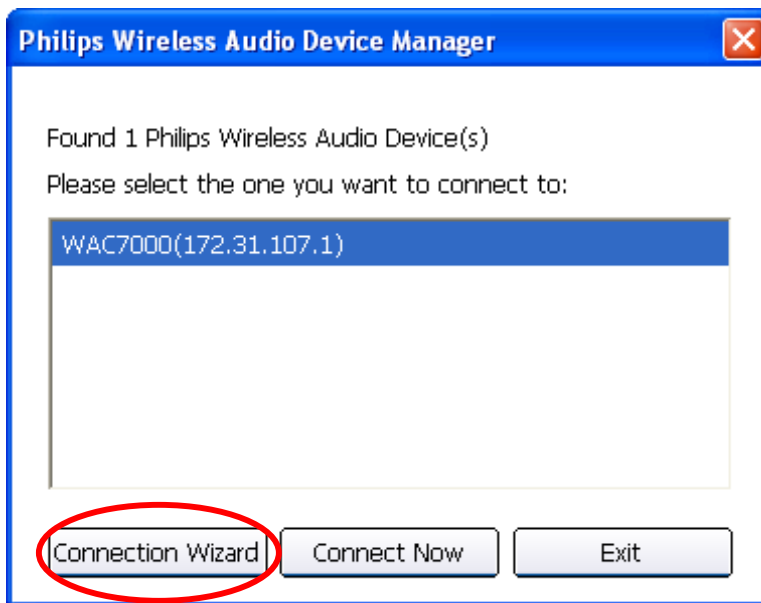 Philips Wireless Audio Device Manager
Found 1 Philips Wireless Audio Device(s)
Please select the one you want to connect to:
WAC7000(172.31.107.1)
Connection Wizard Connect Now Exit